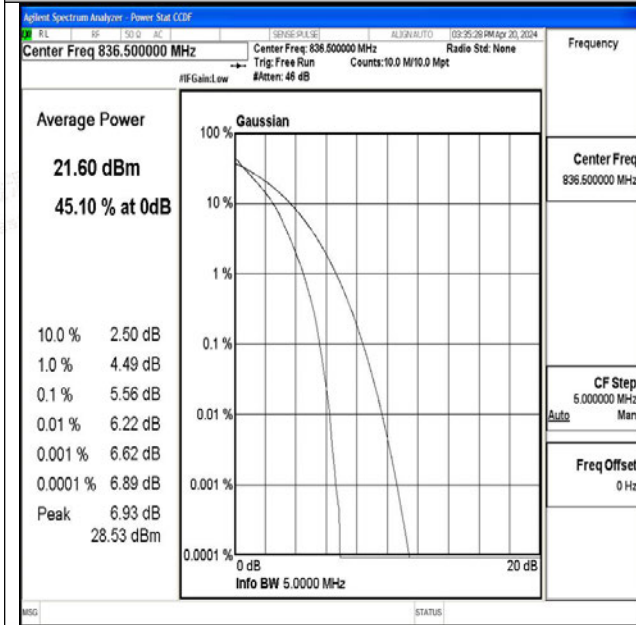 Agilent Spectrum Analyzer - Power Stat CCDF
RL RF 50 Ω AC SENSE:PULSE ALIGNAUTO 03:35:28 PM Apr 20, 2024
Center Freq 836.500000 MHz
Center Freq: 836.500000 MHz Radio Std: None
Trig: Free Run Counts:10.0 M/10.0 Mpt
#IFGain:Low #Atten: 46 dB
Frequency
Average Power
21.60 dBm
45.10 % at 0dB
10.0 % 2.50 dB
1.0 % 4.49 dB
0.1 % 5.56 dB
0.01 % 6.22 dB
0.001 % 6.62 dB
0.0001 % 6.89 dB
Peak 6.93 dB
28.53 dBm
Gaussian
100 %
10 %
1 %
0.1 %
0.01 %
0.001 %
0.0001 %
0 dB 20 dB
Info BW 5.0000 MHz
Center Freq
836.500000 MHz
CF Step
5.000000 MHz
Auto Man
Freq Offset
0 Hz
MSG STATUS